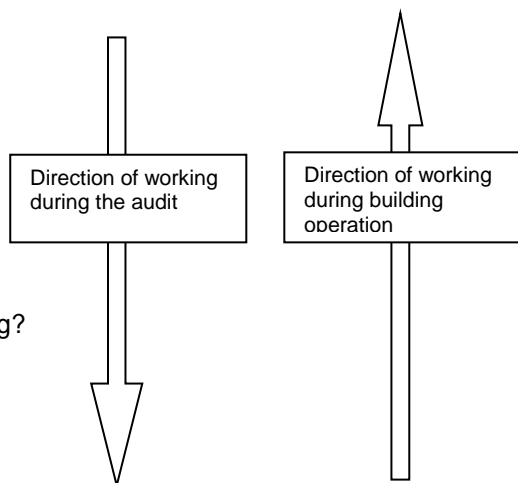 Direction of working
during the audit
Direction of working
during building
operation
g?